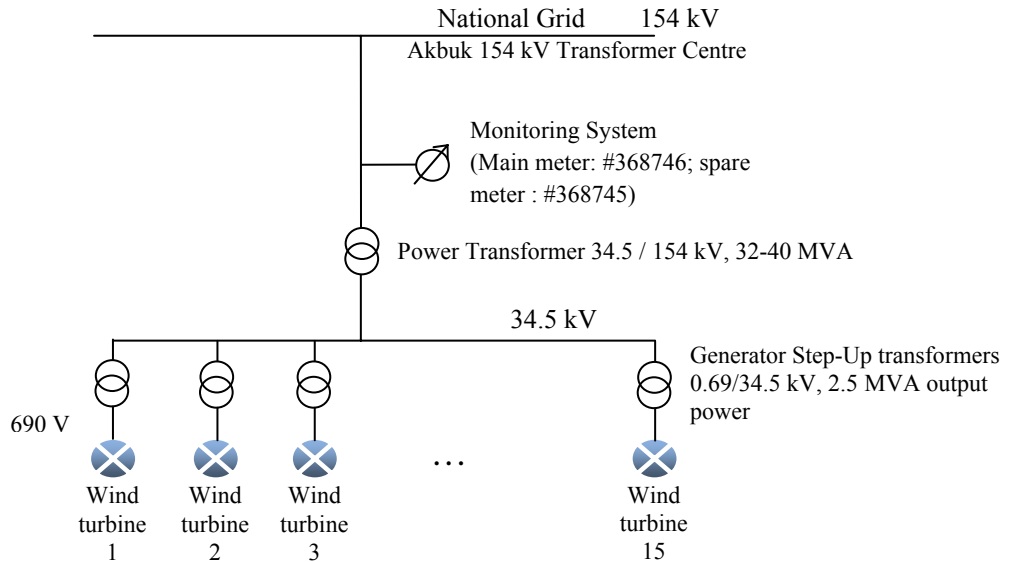 National Grid 154 kV
Akbuk 154 kV Transformer Centre
Monitoring System
(Main meter: #368746; spare
meter : #368745)
Power Transformer 34.5 / 154 kV, 32-40 MVA
34.5 kV
Generator Step-Up transformers
0.69/34.5 kV, 2.5 MVA output
power
690 V
...
Wind
turbine
1
Wind
turbine
2
Wind
turbine
3
Wind
turbine
15